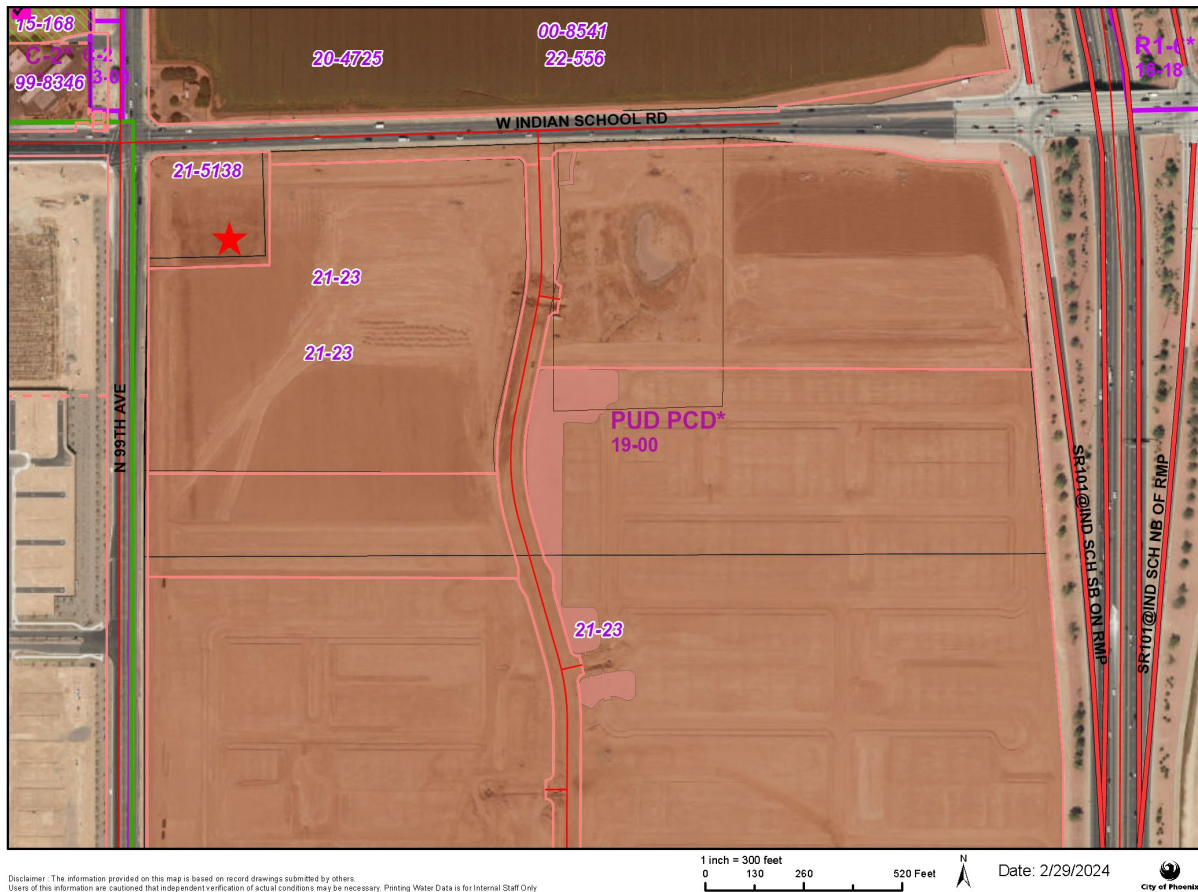 15-168
C-2*
99-8346
00-8541
20-4725
22-556
R1-6*
16-18
W INDIAN SCHOOL RD
21-5138
21-23
21-23
N 99TH AVE
PUD PCD*
19-00
SR101@IND SCH SB ON RMP
SR101@IND SCH NB OF RMP
21-23
1 inch = 300 feet
0 130 260 520 Feet
N
Date: 2/29/2024
City of Phoenix
Disclaimer : The information provided on this map is based on record drawings submitted by others.
Users of this information are cautioned that independent verification of actual conditions may be necessary. Printing Water Data is for Internal Staff Only